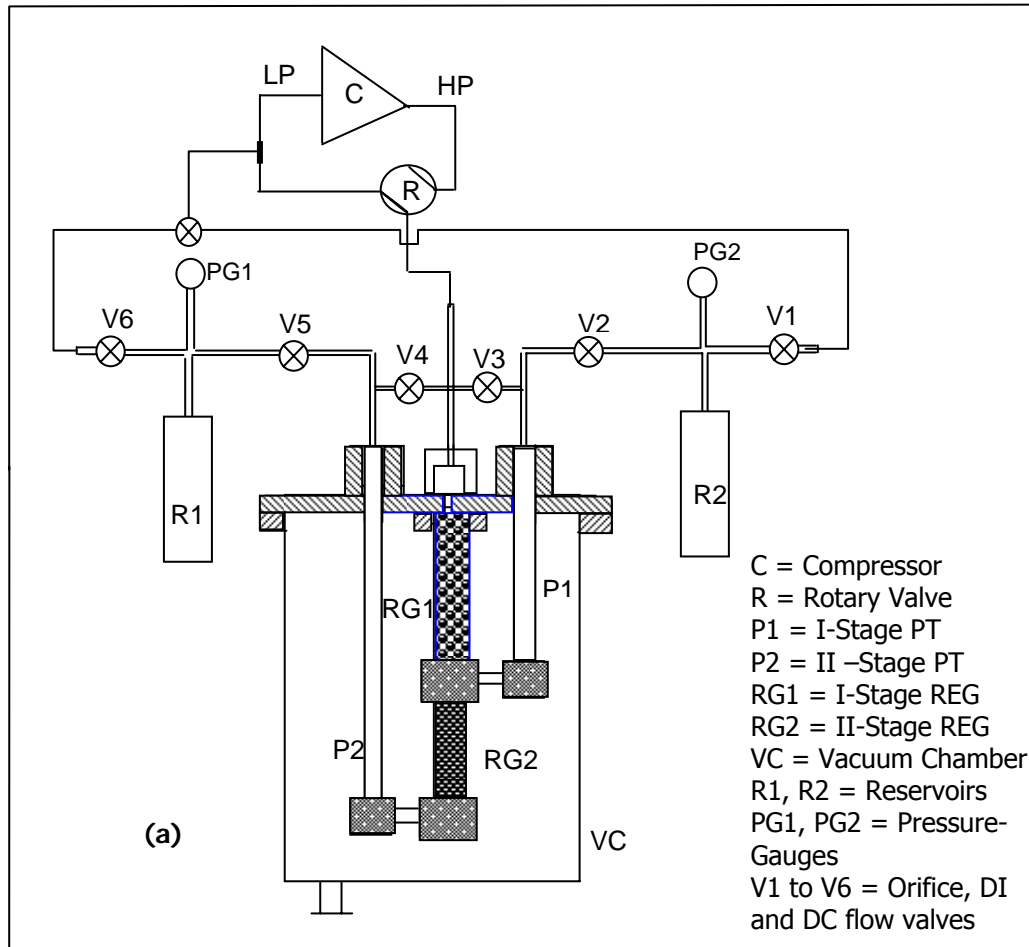 LP
HP
C
R
PG1
PG2
V6
V5
V4
V3
V2
V1
R1
R2
RG1
P1
P2
RG2
(a)
VC
C = Compressor
R = Rotary Valve
P1 = I-Stage PT
P2 = II –Stage PT
RG1 = I-Stage REG
RG2 = II-Stage REG
VC = Vacuum Chamber
R1, R2 = Reservoirs
PG1, PG2 = Pressure-
Gauges
V1 to V6 = Orifice, DI
and DC flow valves